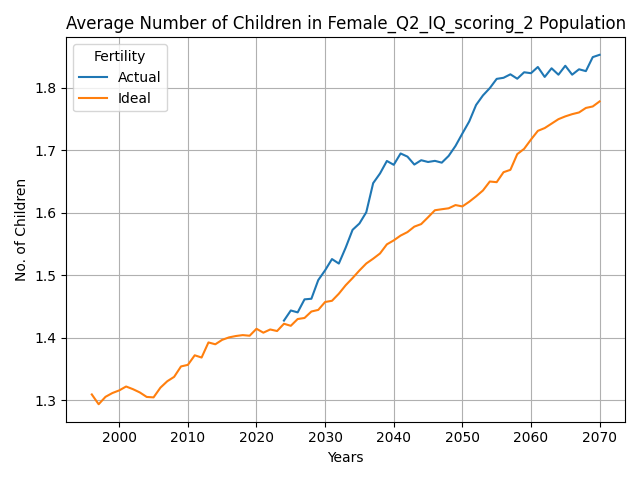 Average Number of Children in Female_Q2_IQ_scoring_2 Population
Fertility
Actual
Ideal
No. of Children
1.8
1.7
1.6
1.5
1.4
1.3
2000 2010 2020 2030 2040 2050 2060 2070
Years